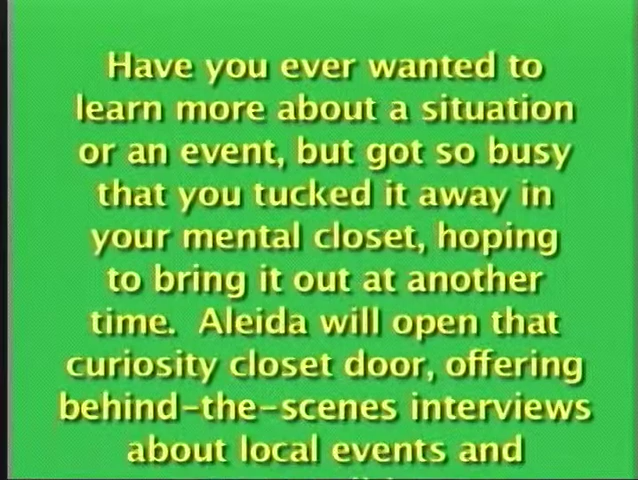 Have you ever wanted to
learn more about a situation
or an event, but got so busy
that you tucked it away in
your mental closet, hoping
to bring it out at another
time.  Aleida will open that
curiosity closet door, offering
behind-the-scenes interviews
about local events and